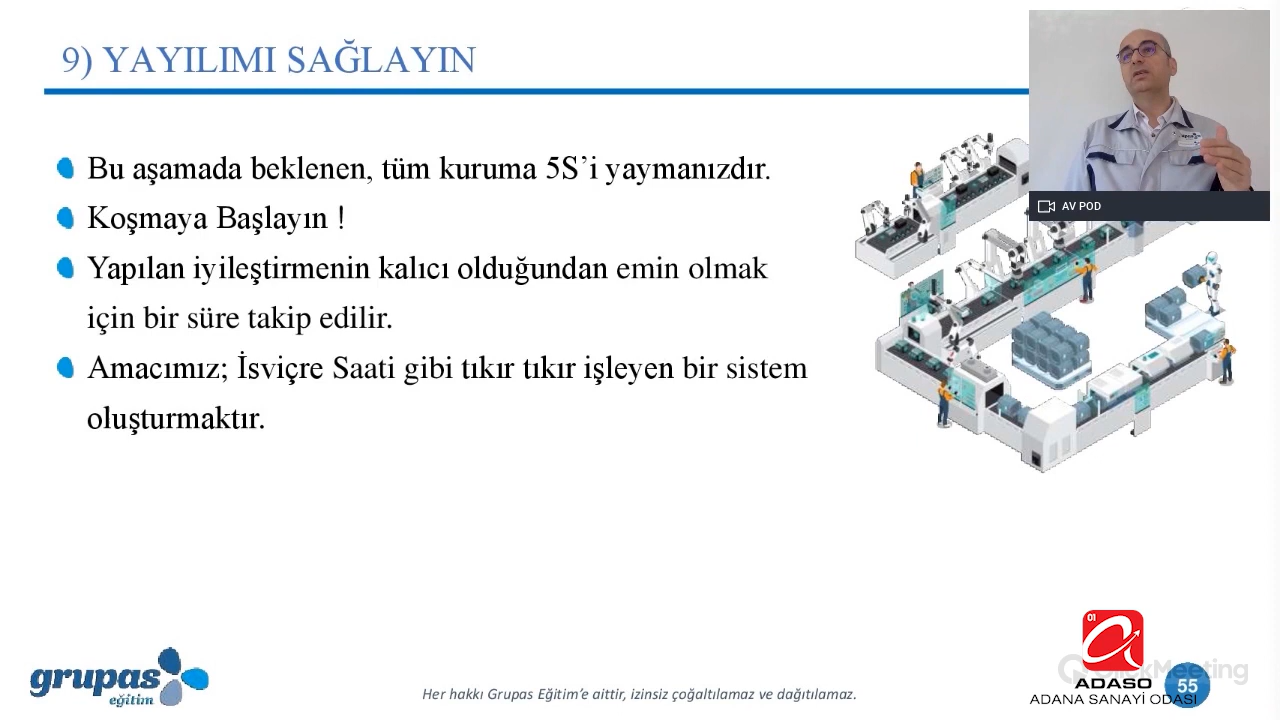 9) YAYILIMI SAĞLAYIN
AV POD
Bu aşamada beklenen, tüm kuruma 5S’i yaymanızdır.
Koşmaya Başlayın !
Yapılan iyileştirmenin kalıcı olduğundan emin olmak
için bir süre takip edilir.
Amacımız; İsviçre Saati gibi tıkır tıkır işleyen bir sistem
oluşturmaktır.
grupas
eğitim
Her hakkı Grupas Eğitim’e aittir, izinsiz çoğaltılamaz ve dağıtılamaz.
01
ClickMeeting
ADASO
ADANA SANAYİ ODASI
55